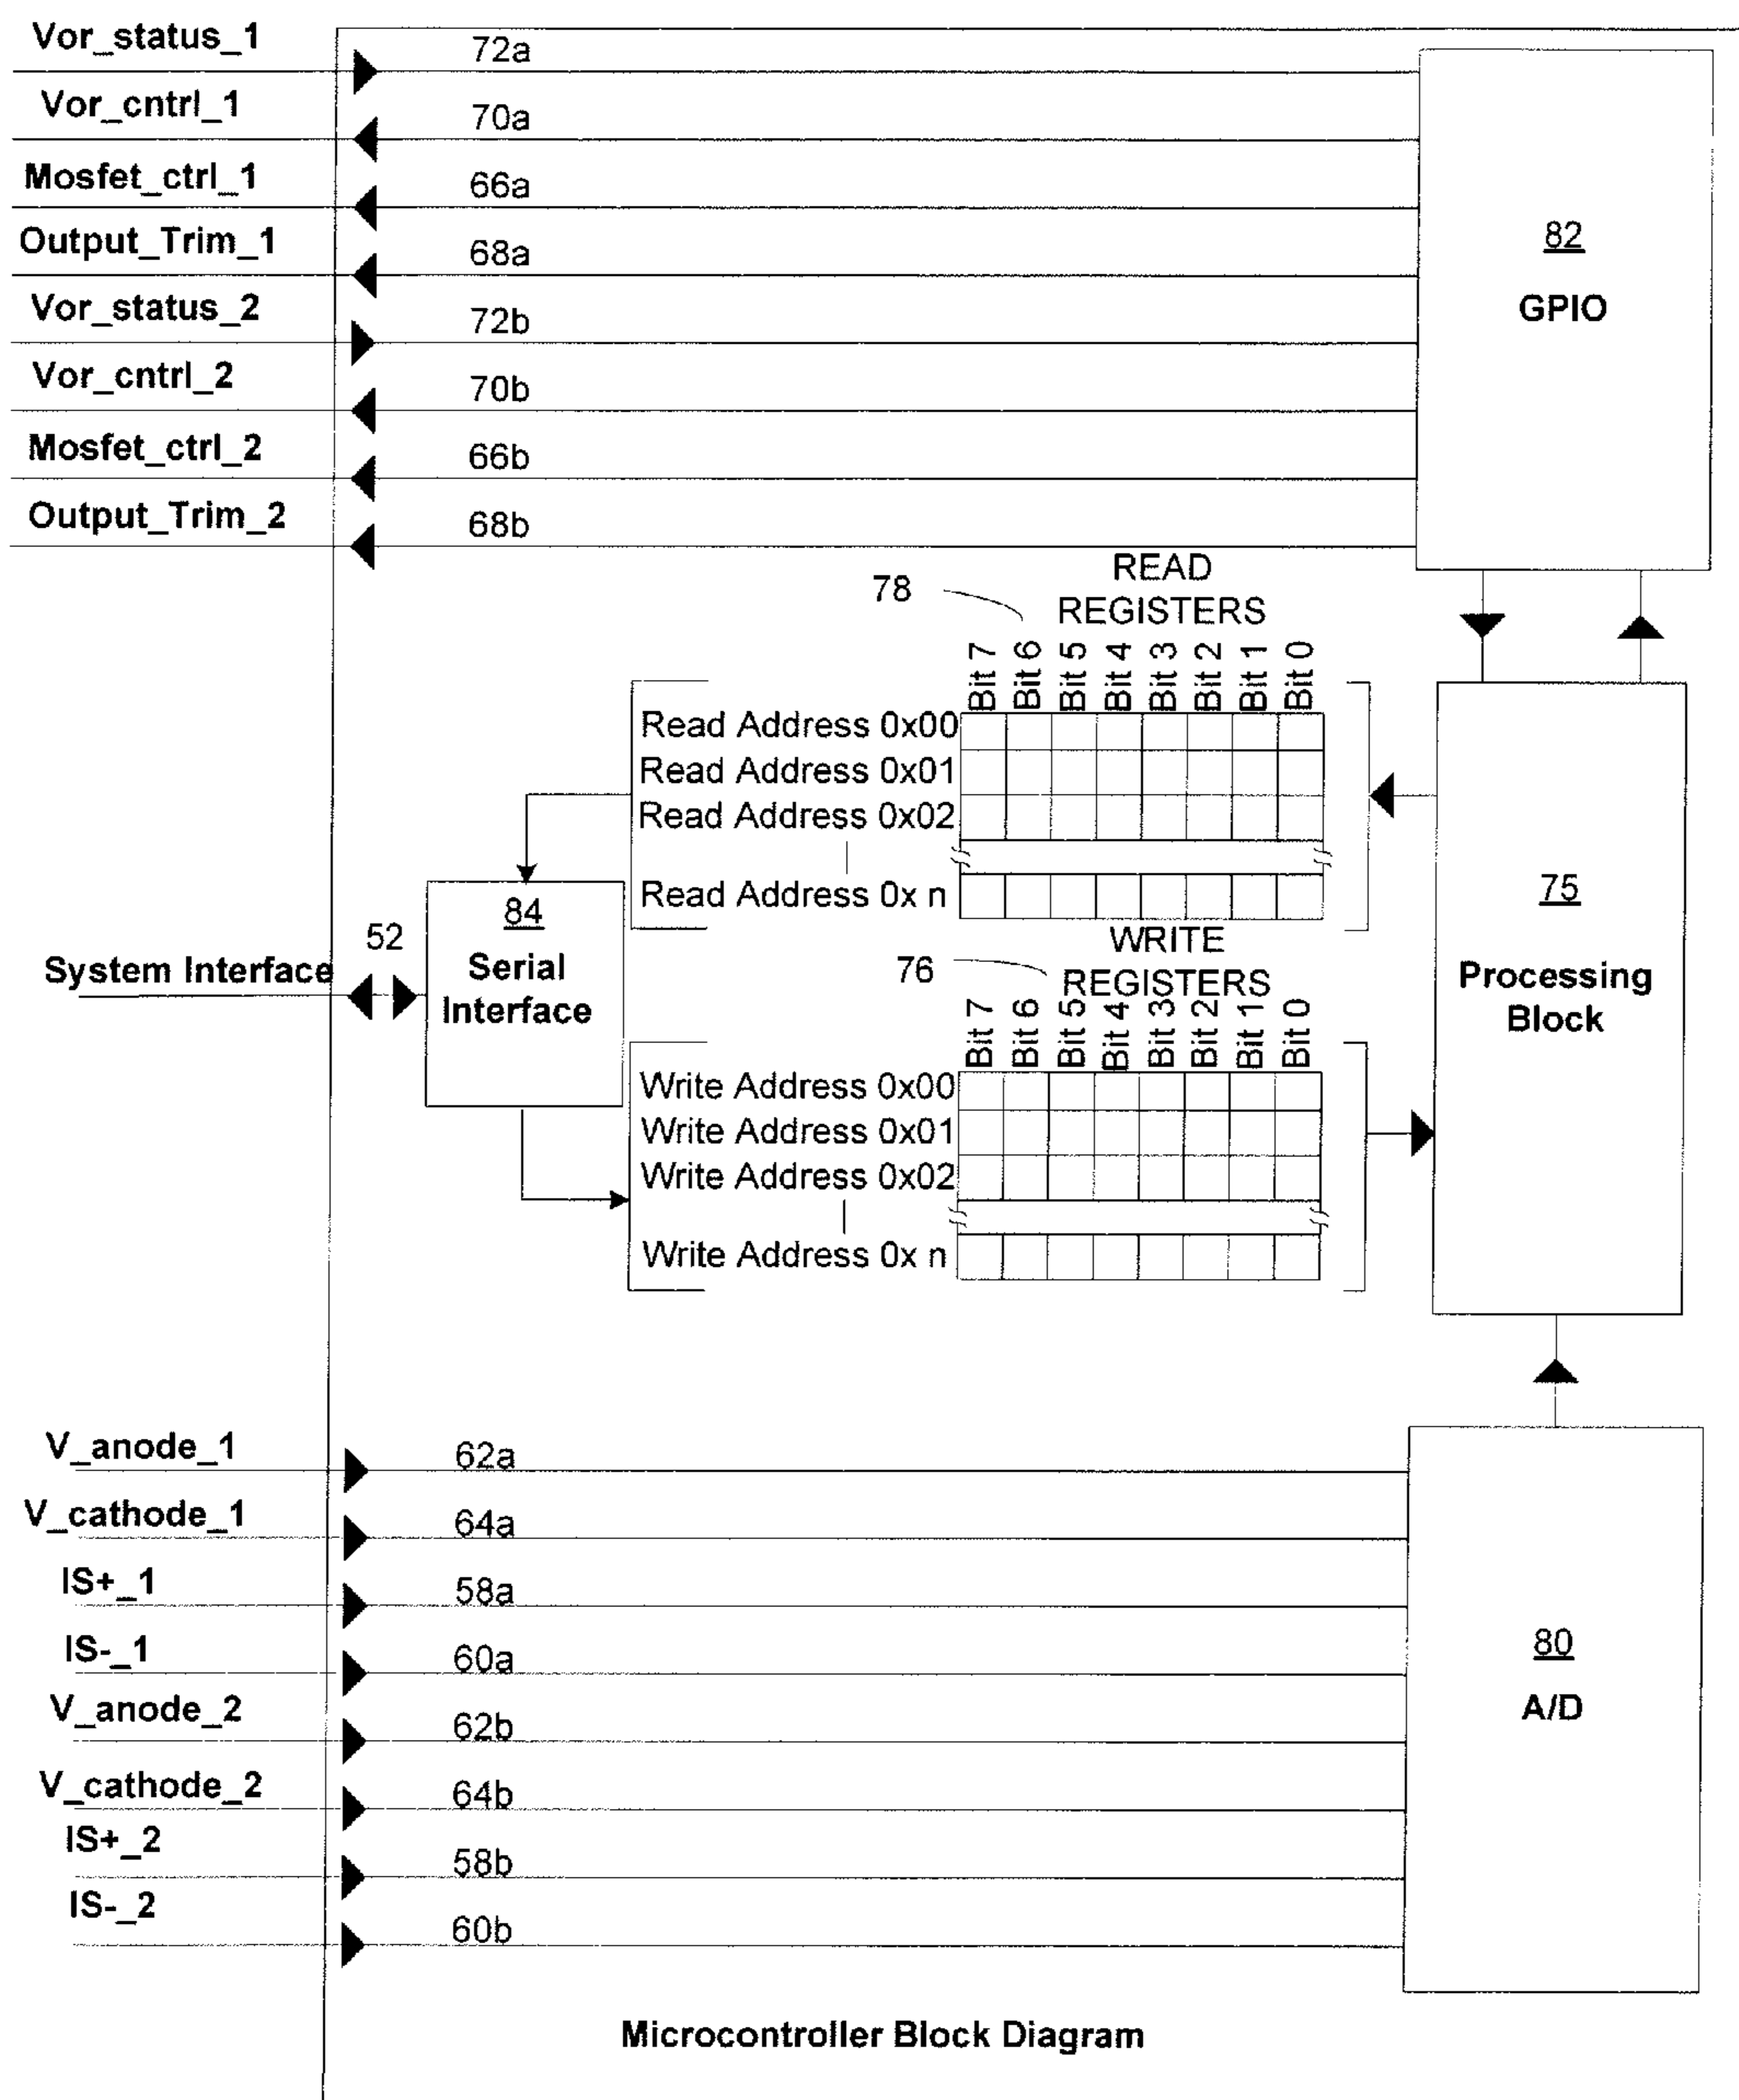 Vor_status_1
72a
Vor_cntrl_1
70a
Mosfet_ctrl_1
66a
Output_Trim_1
68a
Vor_status_2
72b
Vor_cntrl_2
70b
Mosfet_ctrl_2
66b
Output_Trim_2
68b
82
GPIO
78
READ
REGISTERS
Bit 7
Bit 6
Bit 5
Bit 4
Bit 3
Bit 2
Bit 1
Bit 0
Read Address 0x00
Read Address 0x01
Read Address 0x02
Read Address 0x n
75
Processing
Block
System Interface
52
84
Serial
Interface
76
WRITE
REGISTERS
Bit 7
Bit 6
Bit 5
Bit 4
Bit 3
Bit 2
Bit 1
Bit 0
Write Address 0x00
Write Address 0x01
Write Address 0x02
Write Address 0x n
V_anode_1
62a
V_cathode_1
64a
IS+_1
58a
IS-_1
60a
V_anode_2
62b
V_cathode_2
64b
IS+_2
58b
IS-_2
60b
80
A/D
Microcontroller Block Diagram